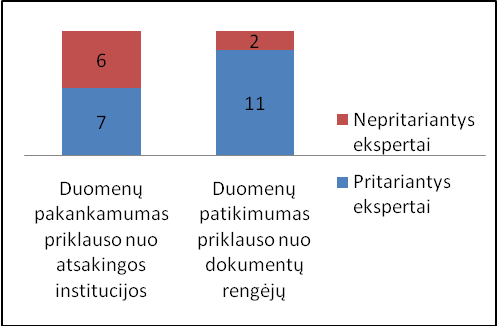 6
7
2
11
Nepritariantys
ekspertai
Pritariantys
ekspertai
Duomenų
pakankamumas
priklauso nuo
atsakingos
institucijos
Duomenų
patikimumas
priklauso nuo
dokumentų
rengėjų